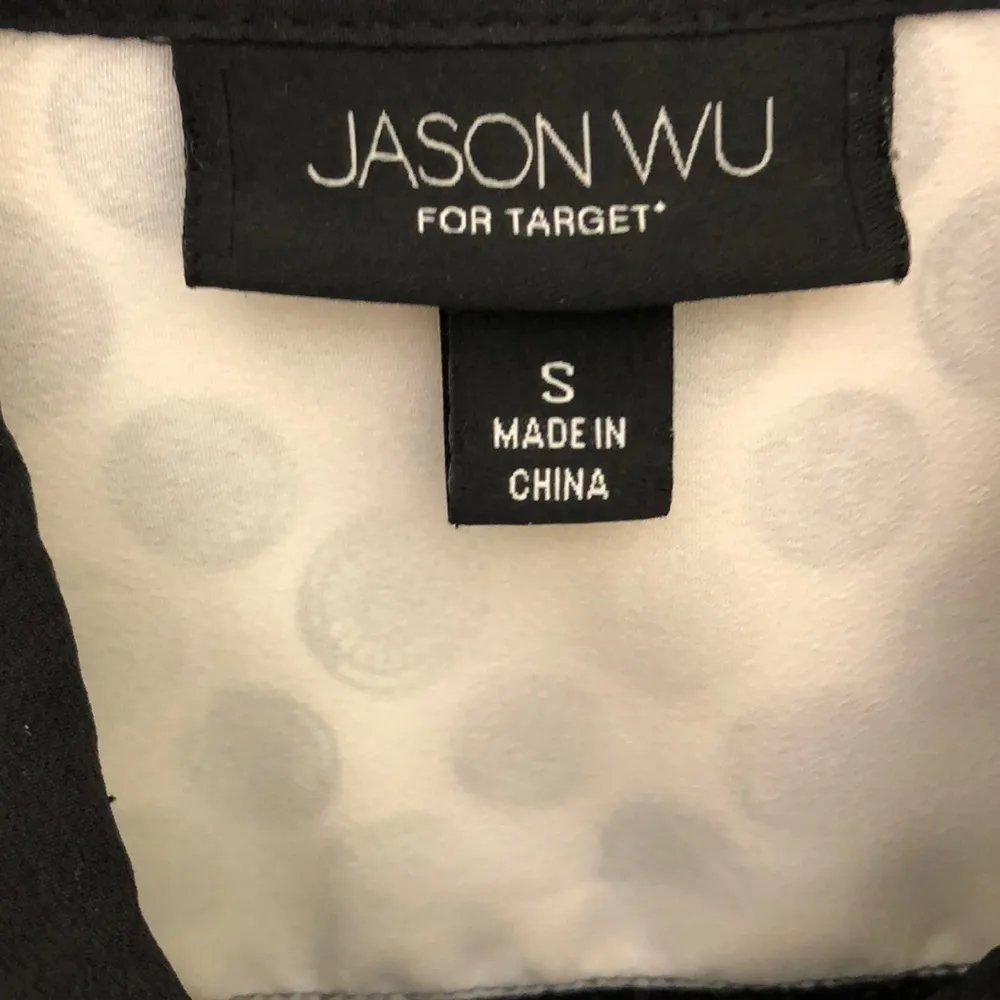 JASON WU
FOR TARGET*
S
MADE IN
CHINA